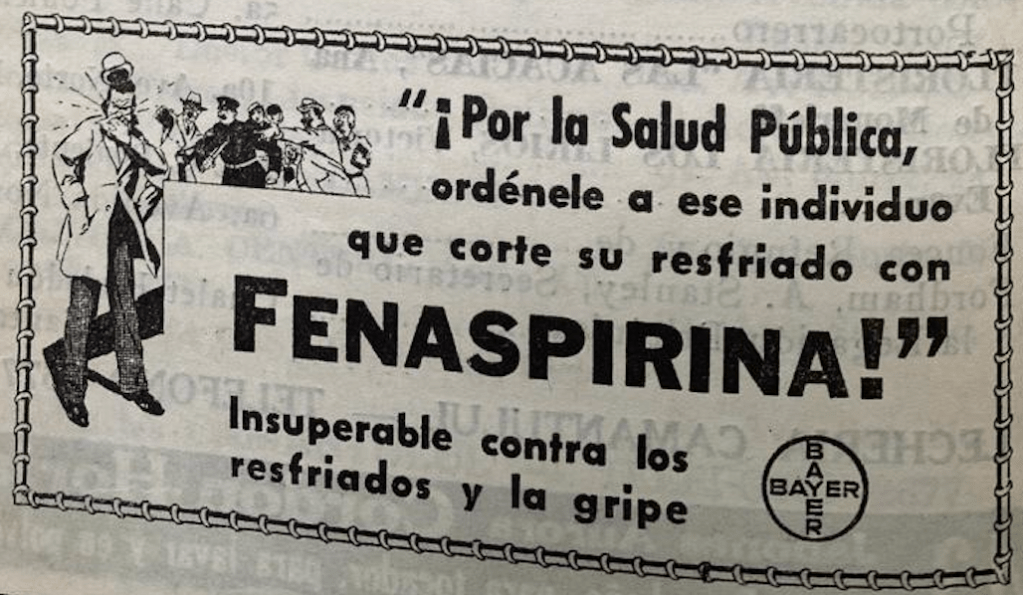 “¡Por la Salud Pública,
ordénele a ese individuo
que corte su resfriado con
FENASPIRINA!”
Insuperable contra los
resfriados y la gripe
BAYER
BAYER